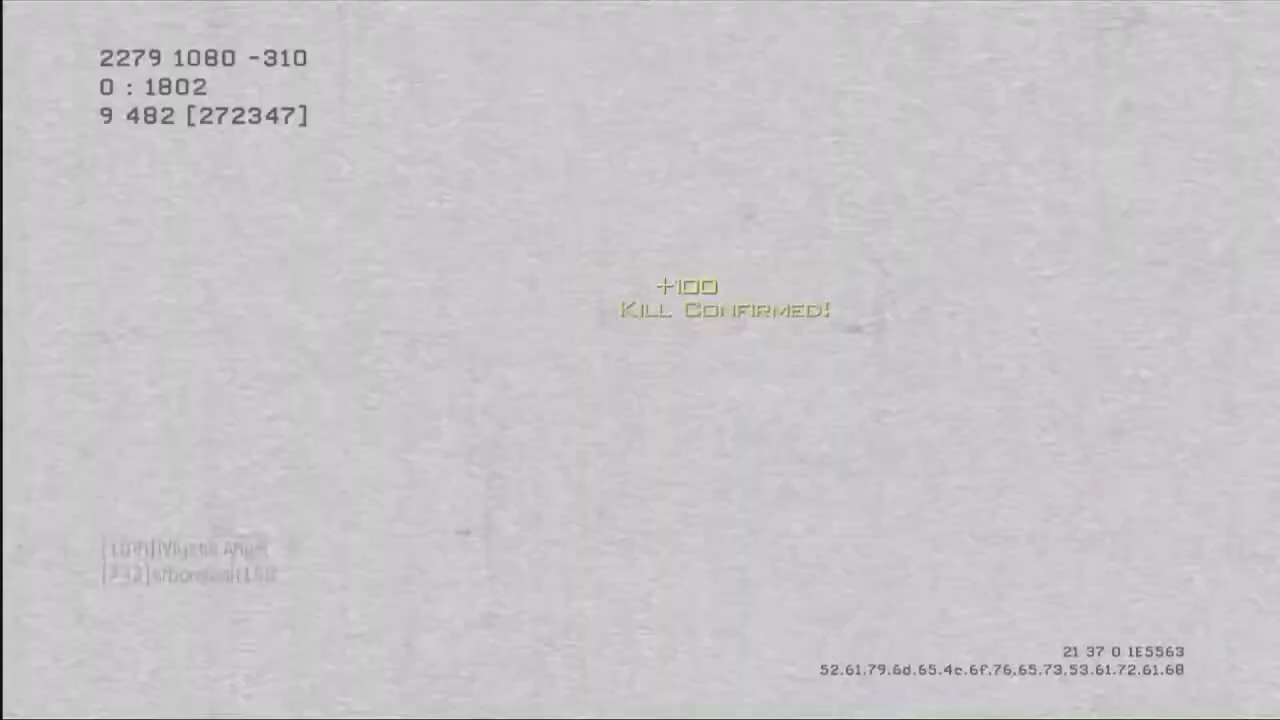 2279 1080 -310
0 : 1802
9 482 [272347]
+100
KILL CONFIRMED!
21 37 0 1E5563
52.61.79.6d.65.4c.6f.76.65.73.53.61.72.61.68